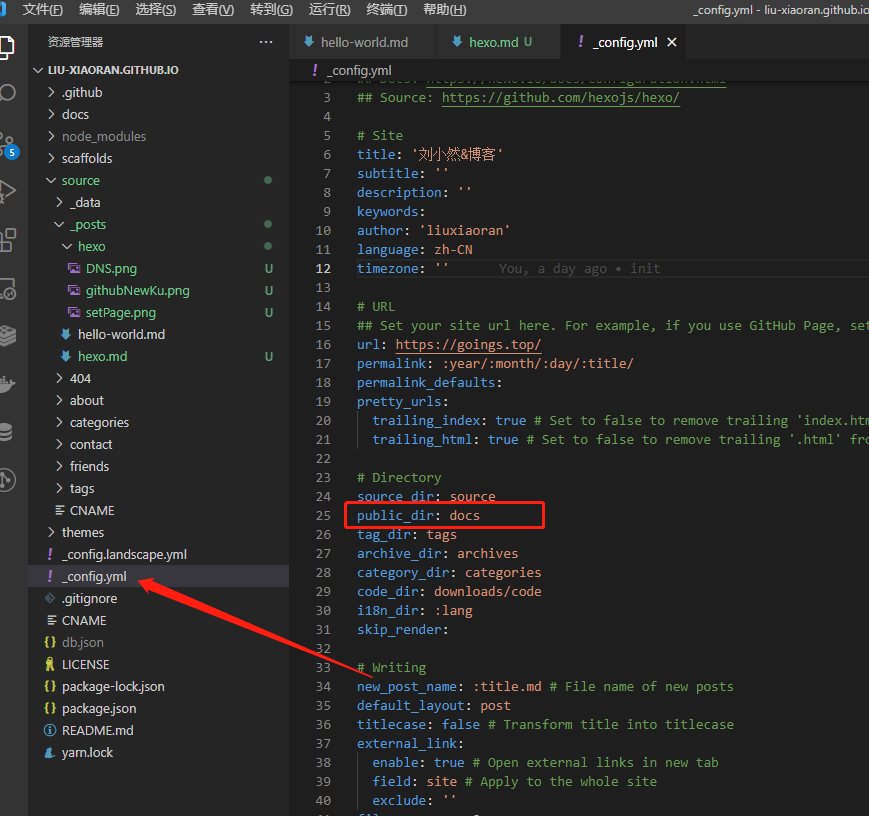 文件(F) 编辑(E) 选择(S) 查看(V) 转到(G) 运行(R) 终端(T) 帮助(H) _config.yml - liu-xiaoran.github.io
资源管理器 ···
LIU-XIAORAN.GITHUB.IO
.github
docs
node_modules
scaffolds
5
source
_data
_posts
hexo
DNS.png U
githubNewKu.png U
setPage.png U
hello-world.md
hexo.md U
404
about
categories
contact
friends
tags
CNAME
themes
_config.landscape.yml
_config.yml
.gitignore
CNAME
db.json
LICENSE
package-lock.json
package.json
README.md
yarn.lock
hello-world.md hexo.md U ! _config.yml ×
! _config.yml
2 ## Docs: https://hexo.io/docs/configuration.html
3 ## Source: https://github.com/hexojs/hexo/
4
5 # Site
6 title: '刘小然&博客'
7 subtitle: ''
8 description: ''
9 keywords:
10 author: 'liuxiaoran'
11 language: zh-CN
12 timezone: '' You, a day ago • init
13
14 # URL
15 ## Set your site url here. For example, if you use GitHub Page, set
16 url: https://goings.top/
17 permalink: :year/:month/:day/:title/
18 permalink_defaults:
19 pretty_urls:
20 trailing_index: true # Set to false to remove trailing 'index.htm
21 trailing_html: true # Set to false to remove trailing '.html' fro
22
23 # Directory
24 source_dir: source
25 public_dir: docs
26 tag_dir: tags
27 archive_dir: archives
28 category_dir: categories
29 code_dir: downloads/code
30 i18n_dir: :lang
31 skip_render:
32
33 # Writing
34 new_post_name: :title.md # File name of new posts
35 default_layout: post
36 titlecase: false # Transform title into titlecase
37 external_link:
38 enable: true # Open external links in new tab
39 field: site # Apply to the whole site
40 exclude: ''